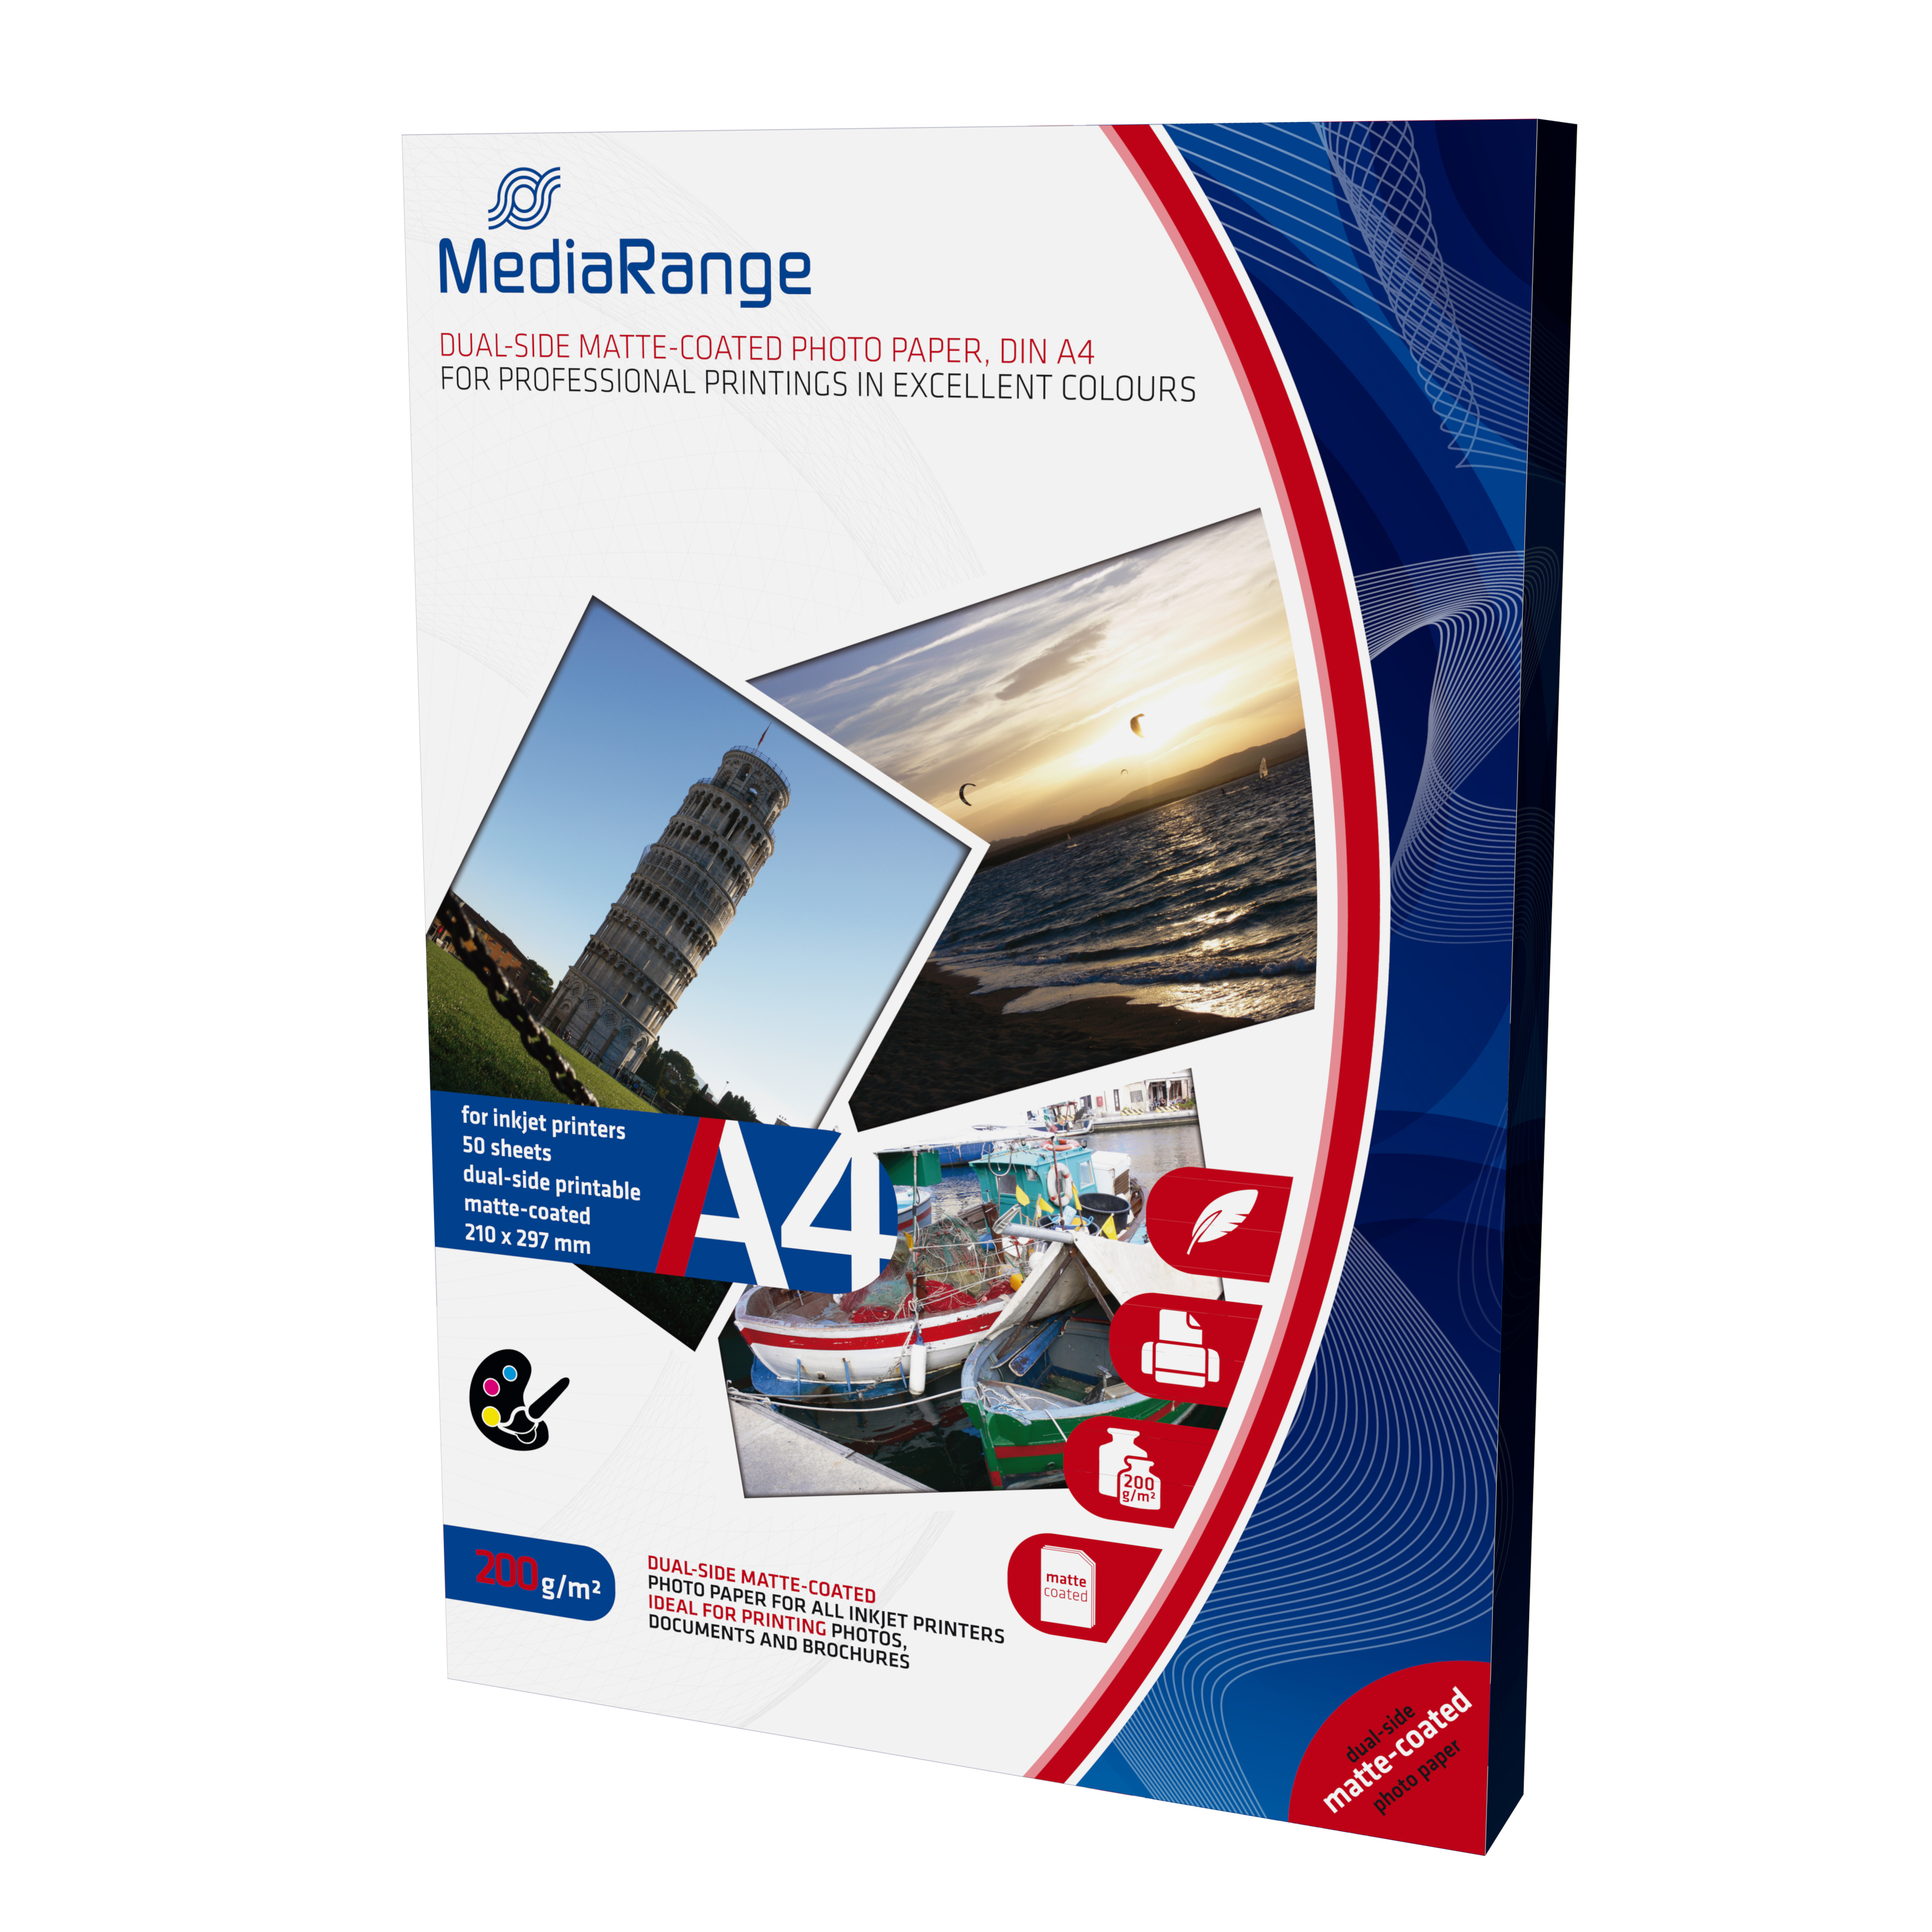 MediaRange
DUAL-SIDE MATTE-COATED PHOTO PAPER, DIN A4
FOR PROFESSIONAL PRINTINGS IN EXCELLENT COLOURS
for inkjet printers
50 sheets
dual-side printable
matte-coated
210 x 297 mm
A4
200
g/m²
matte
coated
200 g/m²
DUAL-SIDE MATTE-COATED
PHOTO PAPER FOR ALL INKJET PRINTERS
IDEAL FOR PRINTING PHOTOS,
DOCUMENTS AND BROCHURES
dual-side
matte-coated
photo paper